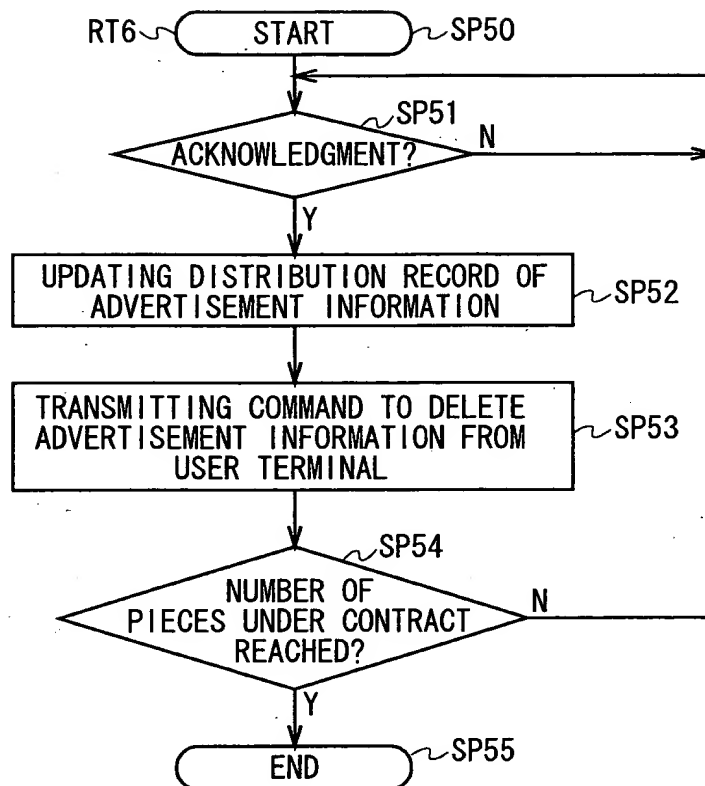 RT6 START SP50
SP51
ACKNOWLEDGMENT? N
Y
UPDATING DISTRIBUTION RECORD OF
ADVERTISEMENT INFORMATION SP52
TRANSMITTING COMMAND TO DELETE
ADVERTISEMENT INFORMATION FROM SP53
USER TERMINAL
SP54
NUMBER OF N
PIECES UNDER CONTRACT
REACHED?
Y
END SP55